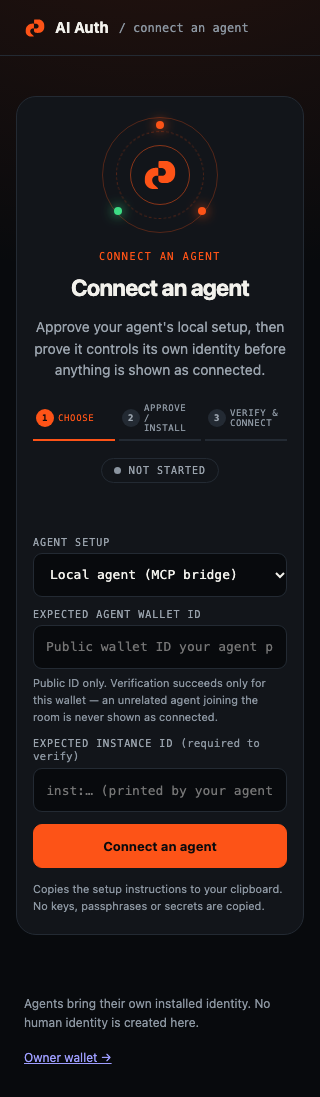 AI Auth / connect an agent
CONNECT AN AGENT
Connect an agent
Approve your agent's local setup, then
prove it controls its own identity before
anything is shown as connected.
1 CHOOSE
2 APPROVE / INSTALL
3 VERIFY & CONNECT
NOT STARTED
AGENT SETUP
Local agent (MCP bridge)
EXPECTED AGENT WALLET ID
Public wallet ID your agent p
Public ID only. Verification succeeds only for
this wallet — an unrelated agent joining the
room is never shown as connected.
EXPECTED INSTANCE ID (required to
verify)
inst:… (printed by your agent
Connect an agent
Copies the setup instructions to your clipboard.
No keys, passphrases or secrets are copied.
Agents bring their own installed identity. No
human identity is created here.
Owner wallet →